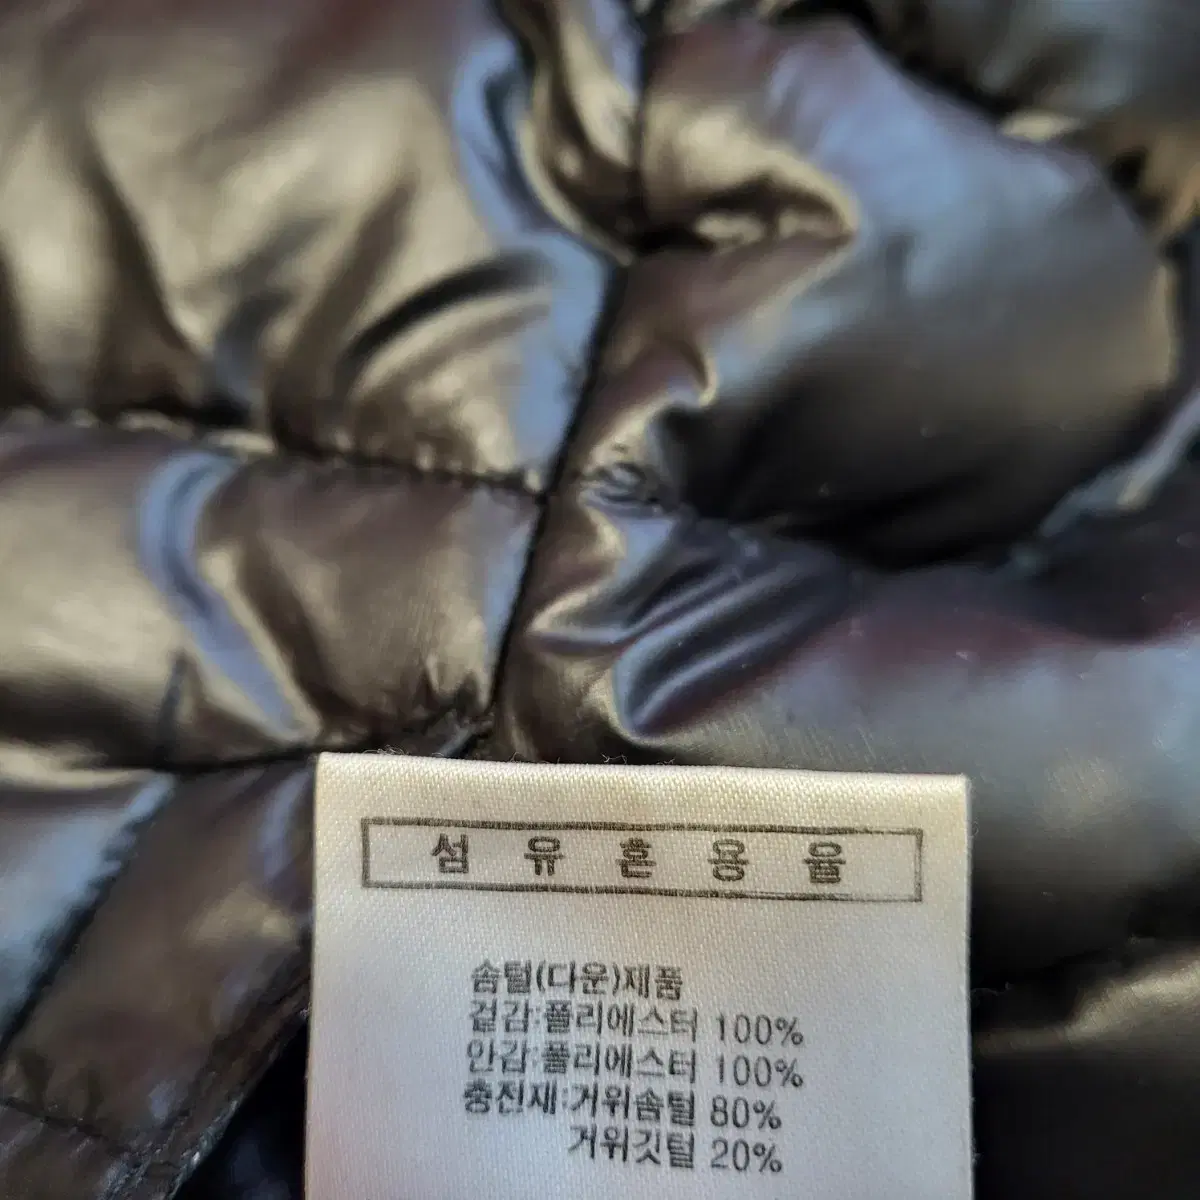 섬유혼용율
솜털(다운)제품
겉감:폴리에스터 100%
안감:폴리에스터 100%
충전재:거위솜털 80%
거위깃털 20%